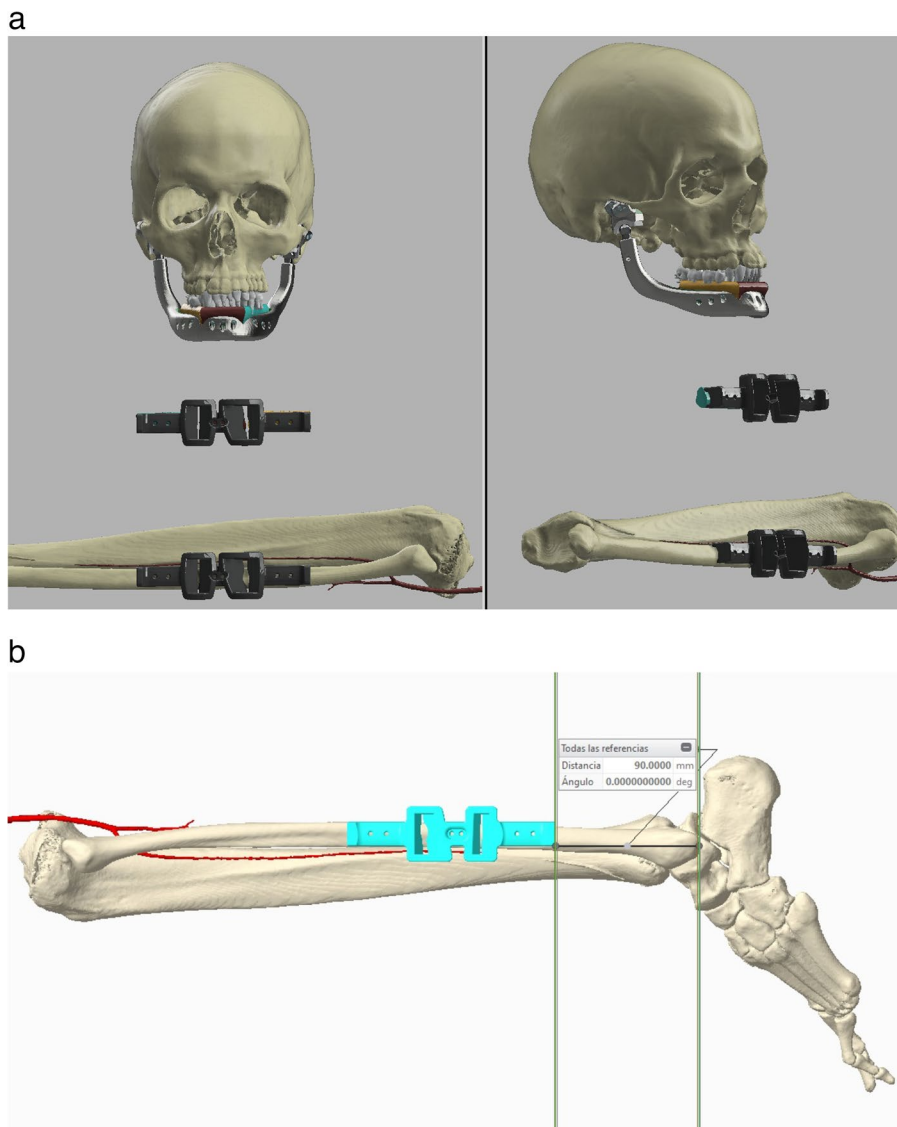 a
b
Todas las referencias
Distancia 90.0000 mm
Ángulo 0.0000000000 deg